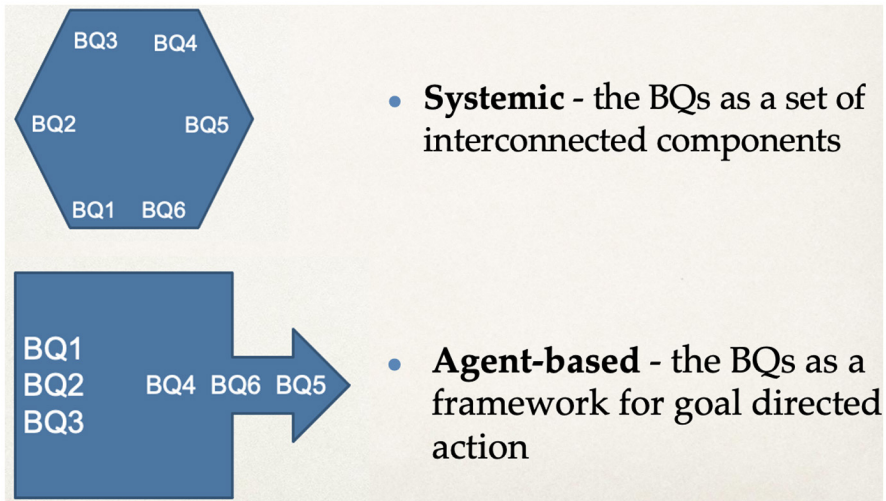 BQ3 BQ4
BQ2 BQ5
BQ1 BQ6
• Systemic - the BQs as a set of
interconnected components
BQ1
BQ2 BQ4 BQ6 BQ5
BQ3
• Agent-based - the BQs as a
framework for goal directed
action